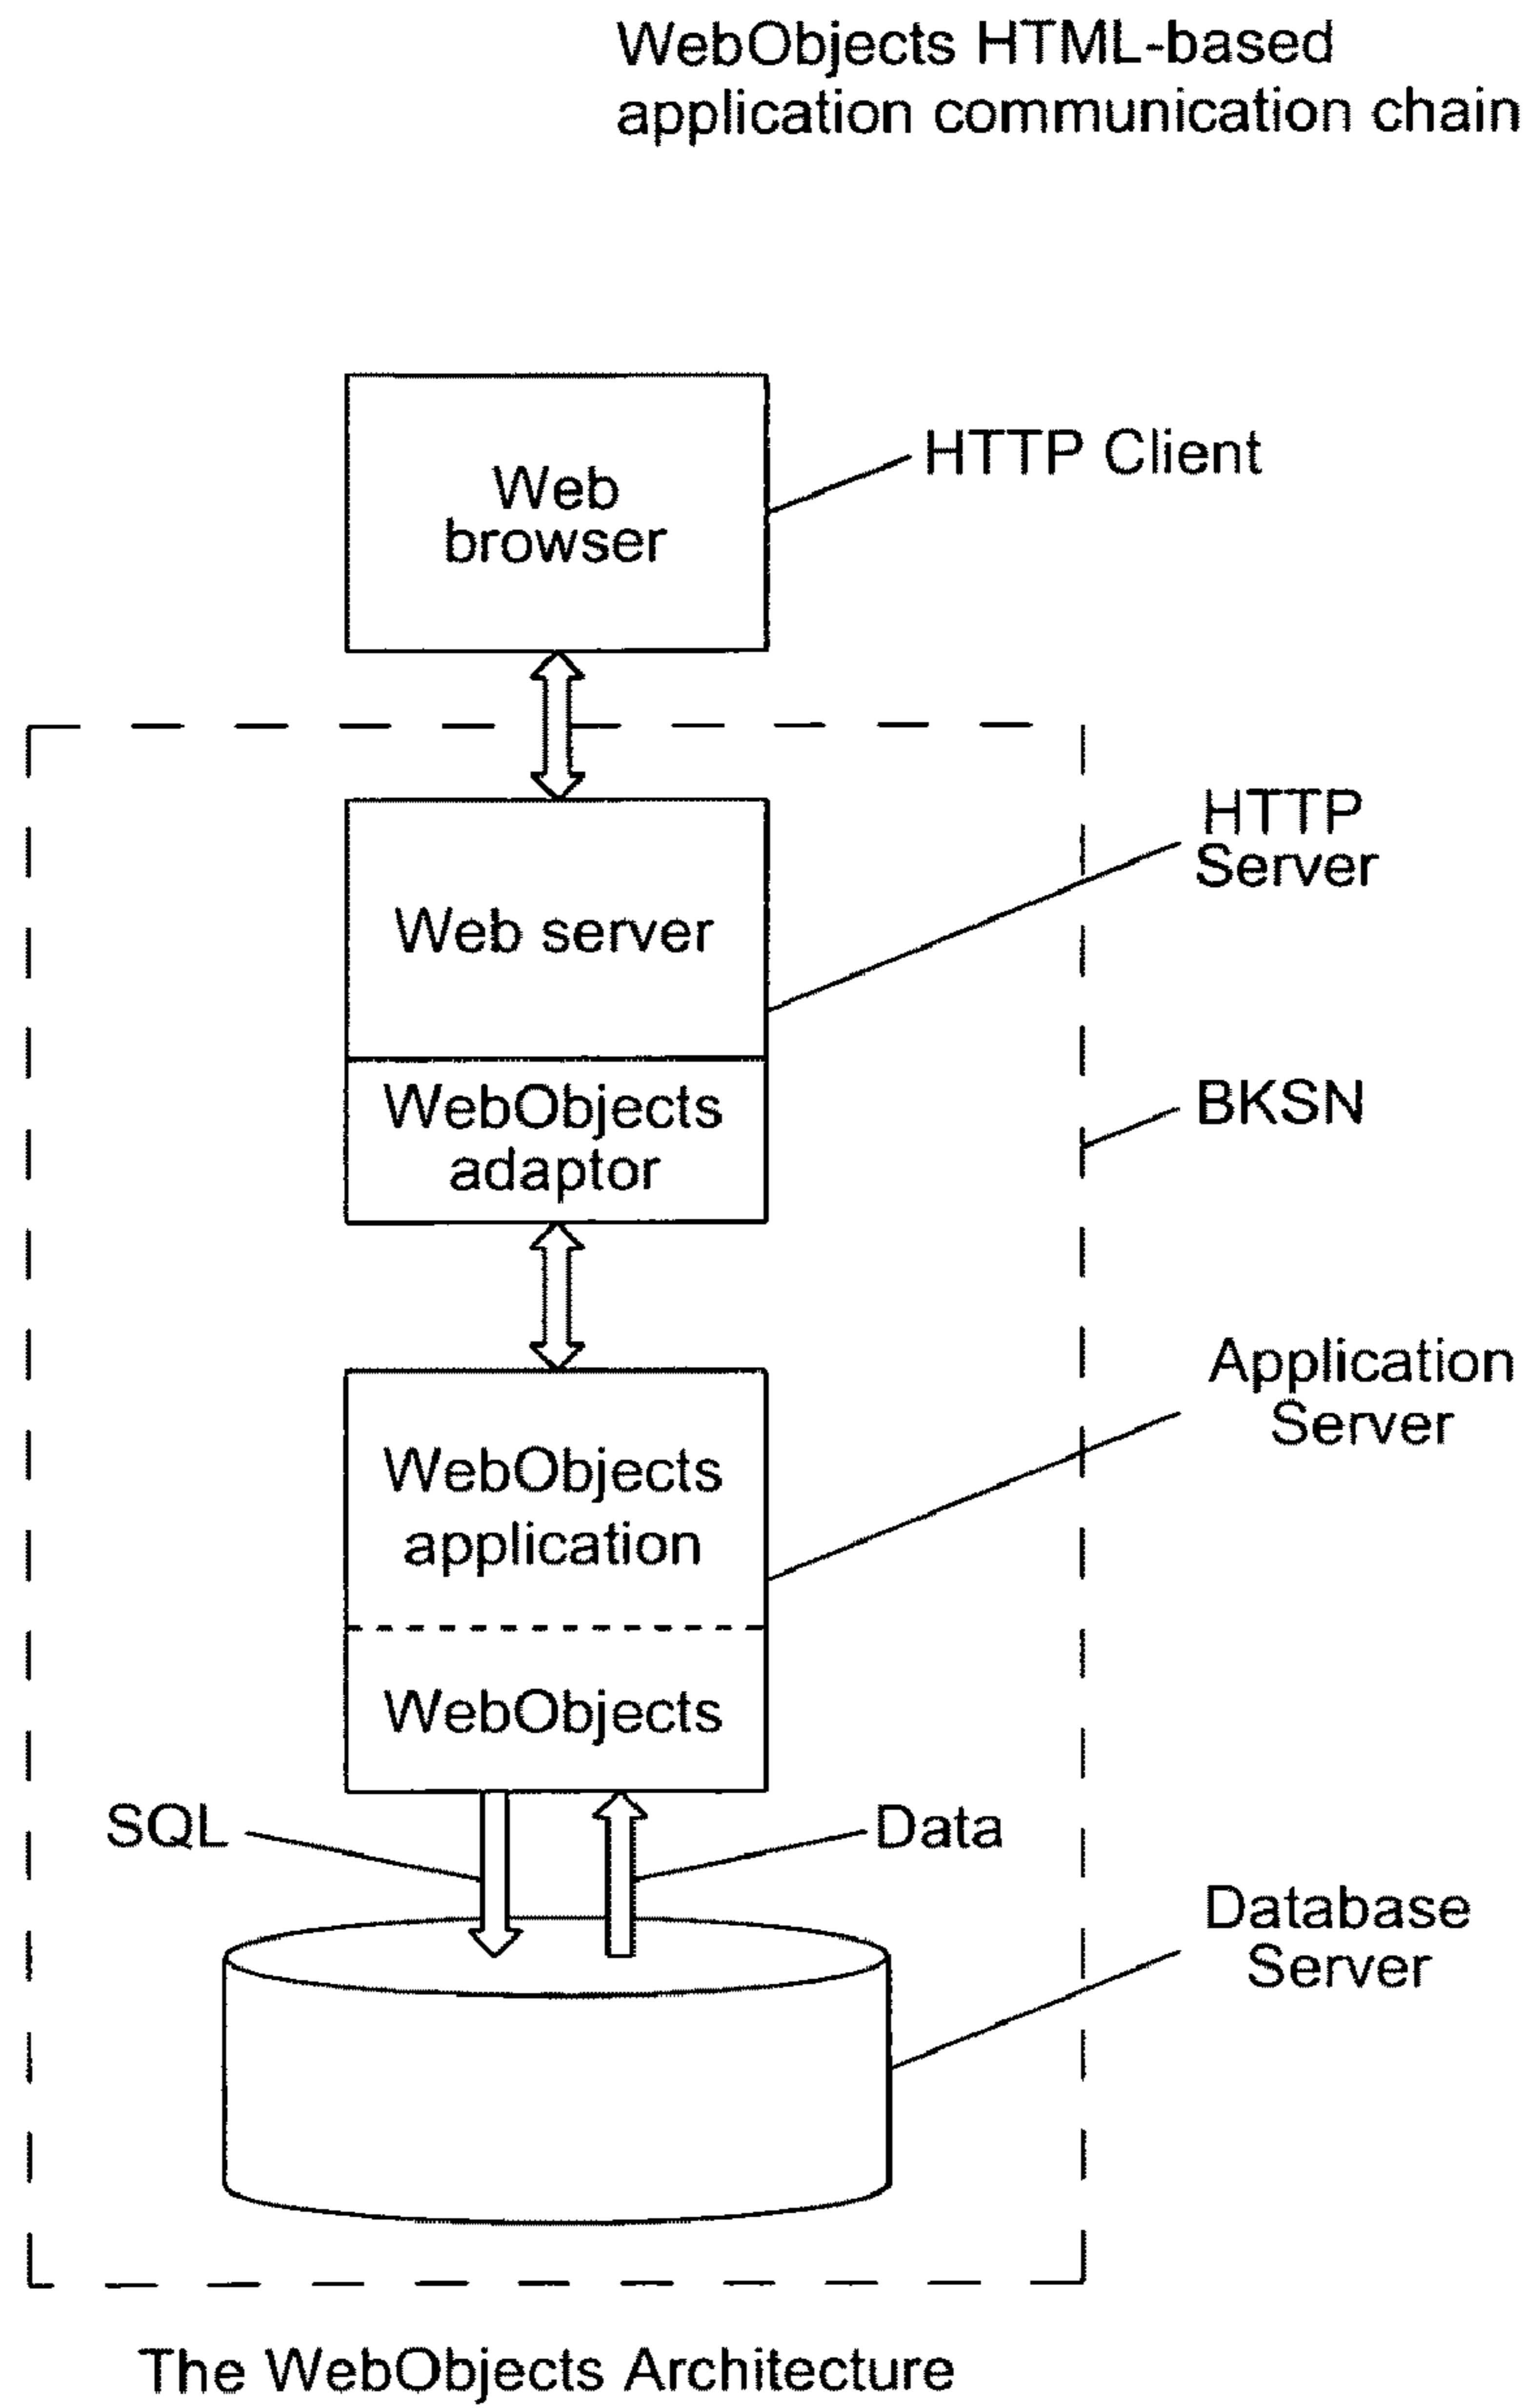 WebObjects HTML-based
application communication chain
Web
browser
HTTP Client
HTTP
Server
Web server
WebObjects
adaptor
BKSN
Application
Server
WebObjects
application
WebObjects
SQL
Data
Database
Server
The WebObjects Architecture